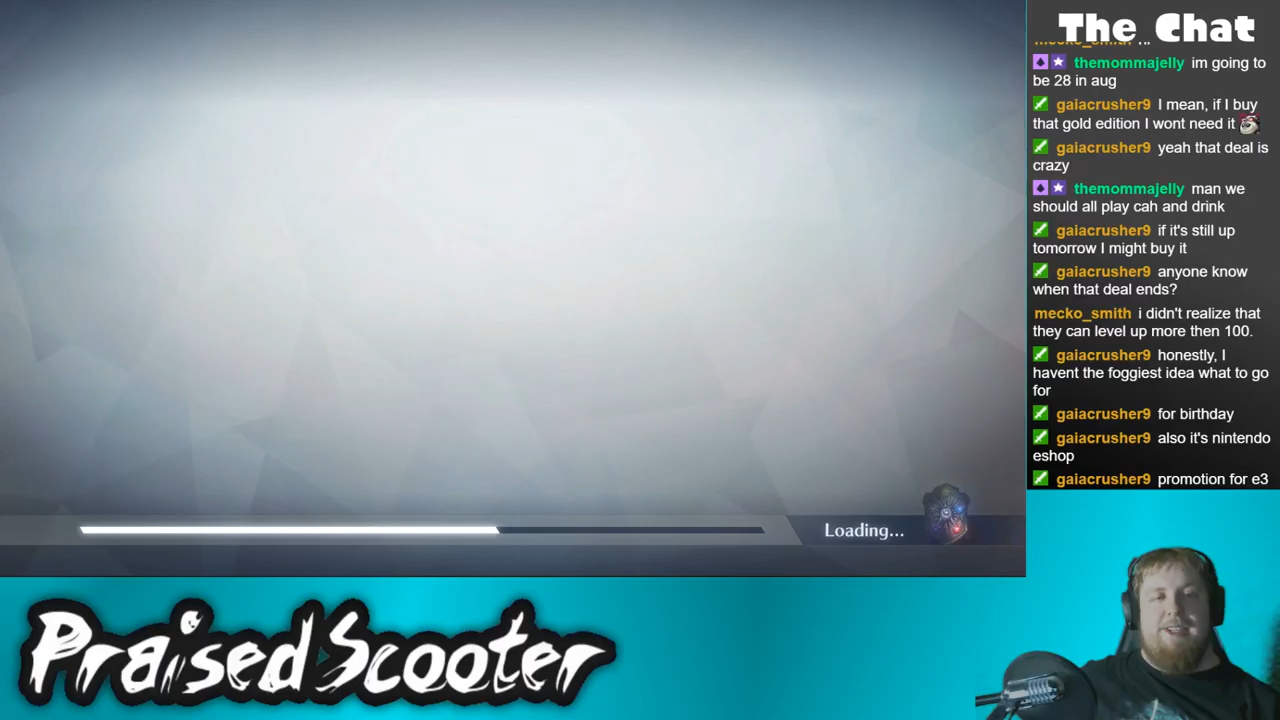 The Chat
themommajelly im going to
be 28 in aug
gaiacrusher9 I mean, if I buy
that gold edition I wont need it
gaiacrusher9 yeah that deal is
crazy
themommajelly man we
should all play cah and drink
gaiacrusher9 if it's still up
tomorrow I might buy it
gaiacrusher9 anyone know
when that deal ends?
mecko_smith i didn't realize that
they can level up more then 100.
gaiacrusher9 honestly, I
havent the foggiest idea what to go
for
gaiacrusher9 for birthday
gaiacrusher9 also it's nintendo
eshop
gaiacrusher9 promotion for e3
Loading...
PraisedScooter